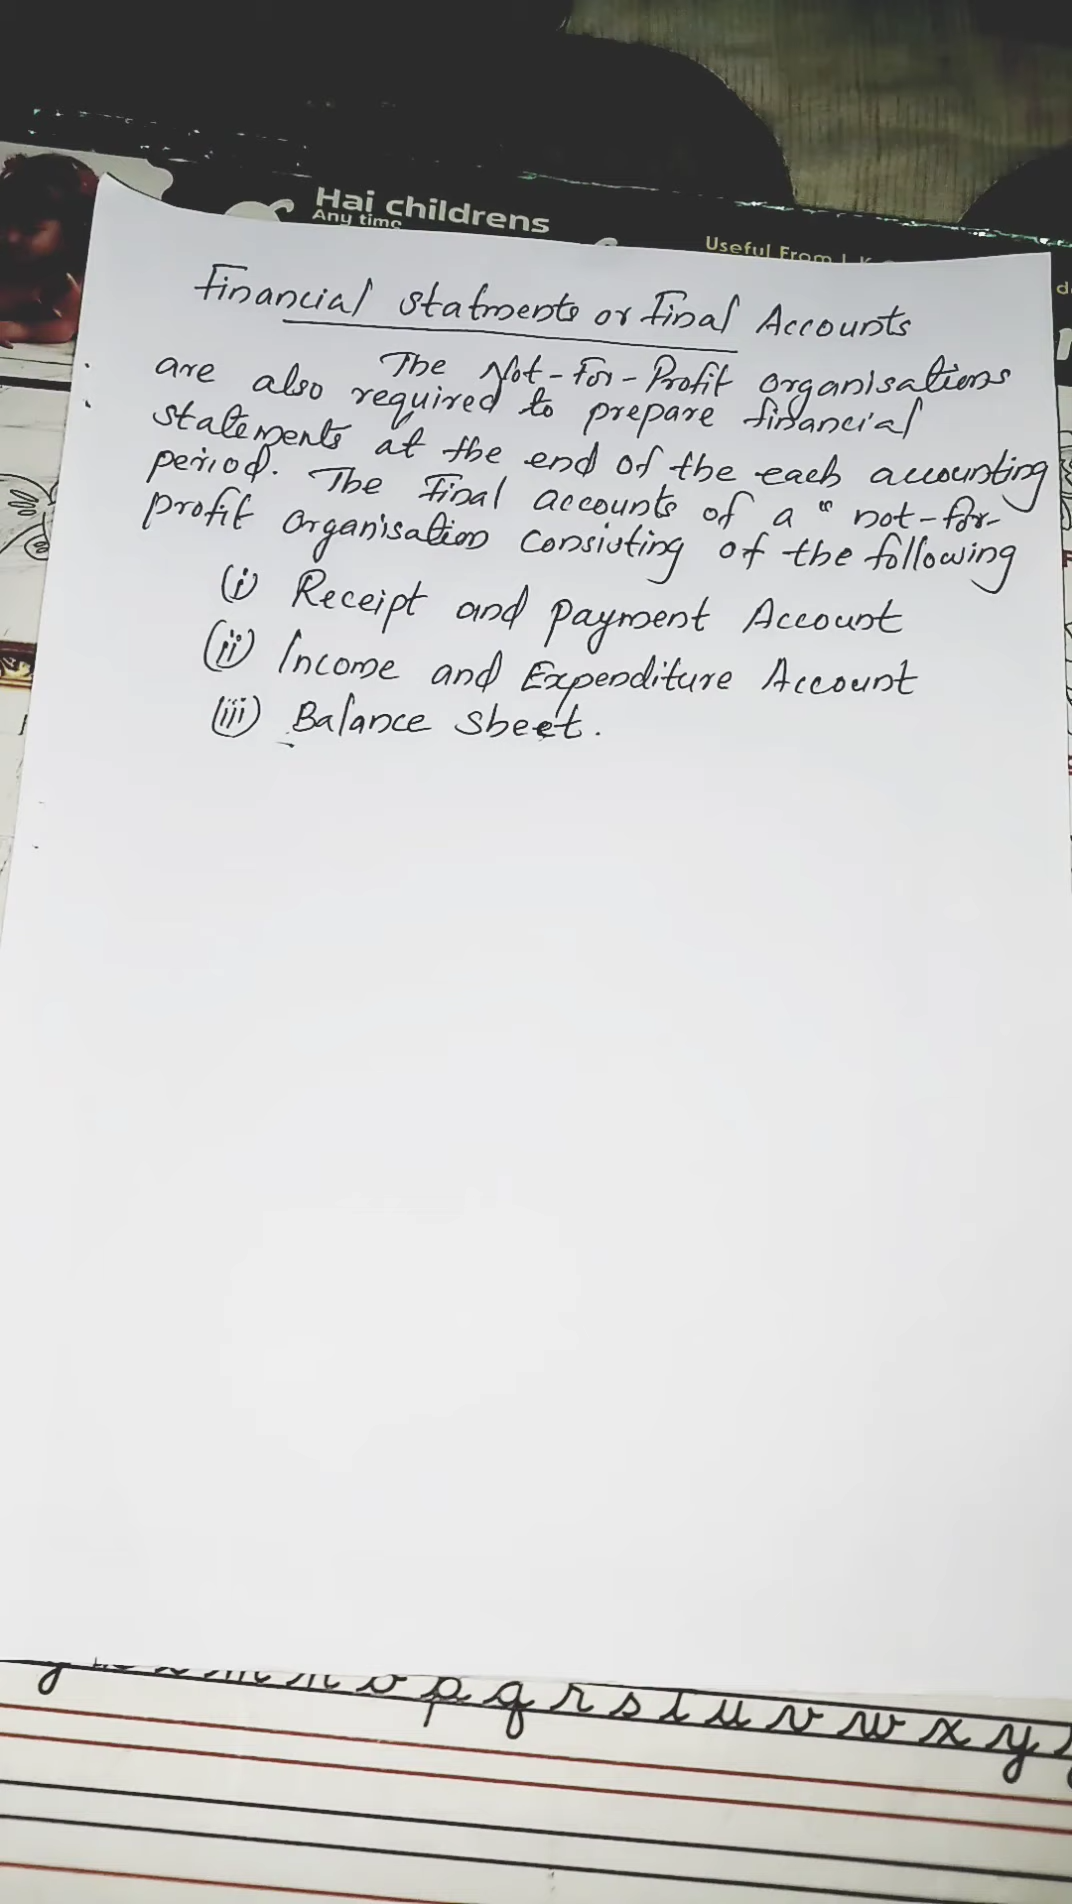 Hai childrens
Any time
Useful From
Financial Statments or Final Accounts
The Not-For-Profit organisations
are also required to prepare financial
statements at the end of the each accounting
period. The Final accounts of a " not-for-
profit organisation consisting of the following
(i) Receipt and payment Account
(ii) Income and Expenditure Account
(iii) Balance sheet.
o p q r s t u v w x y